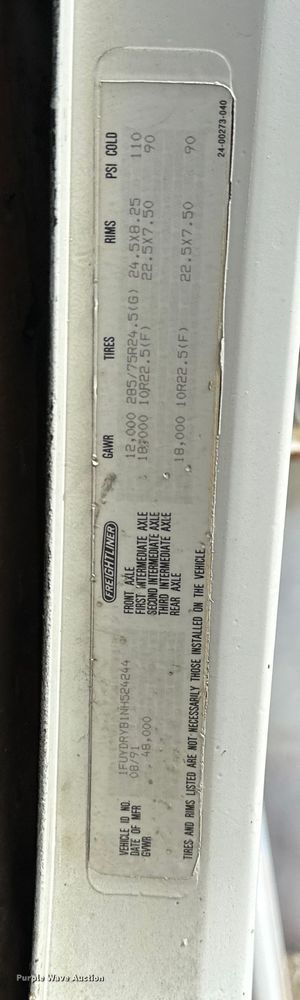 FREIGHTLINER
GAWR TIRES RIMS PSI COLD
VEHICLE ID NO. 1FUYDRYB1NH524244
DATE OF MFR 08/91
GVWR 48,000
FRONT AXLE 12,000 285/75R24.5(G) 24.5X8.25 110
FIRST INTERMEDIATE AXLE 18,000 10R22.5(F) 22.5X7.50 90
SECOND INTERMEDIATE AXLE
THIRD INTERMEDIATE AXLE
REAR AXLE 18,000 10R22.5(F) 22.5X7.50 90
TIRES AND RIMS LISTED ARE NOT NECESSARILY THOSE INSTALLED ON THE VEHICLE.
24-00273-040
Purple Wave Auction